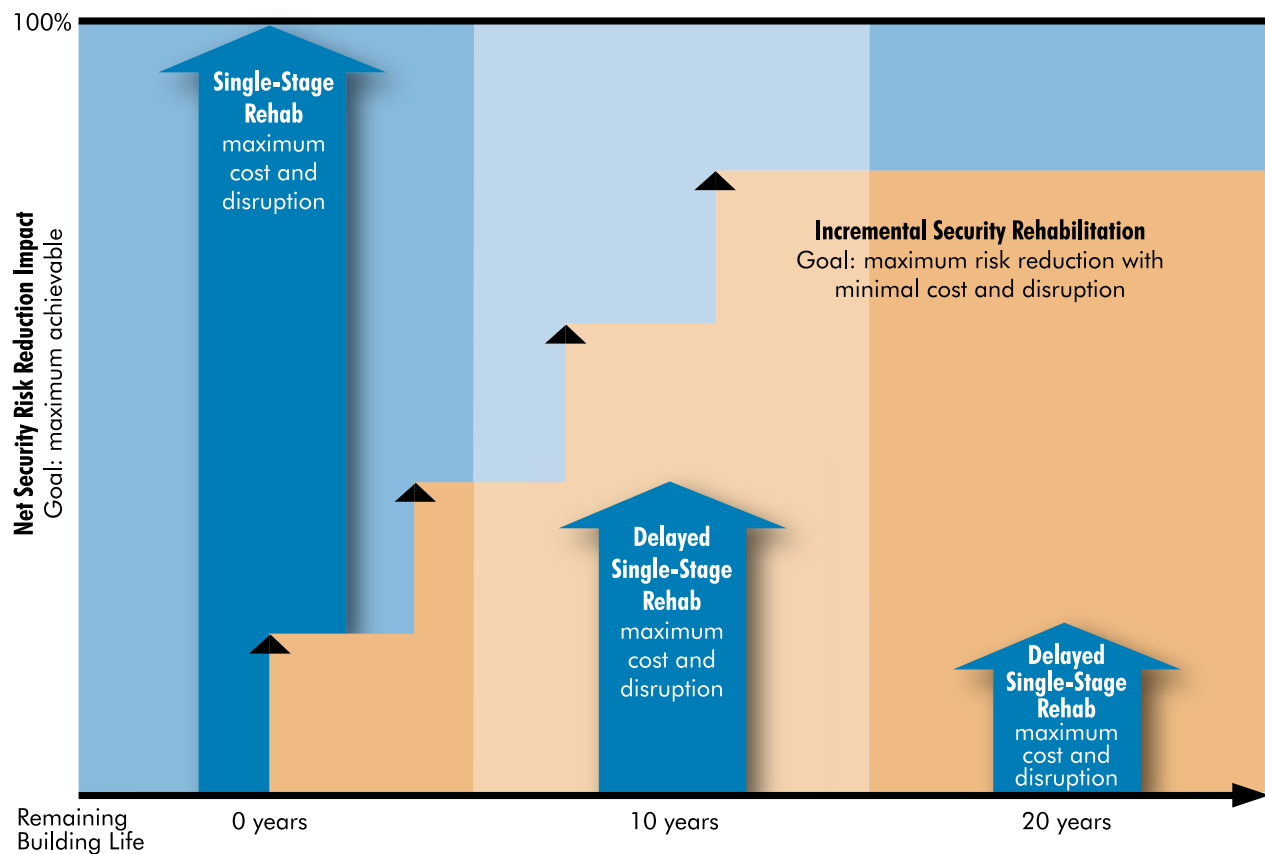 100%
Net Security Risk Reduction Impact
Goal: maximum achievable
Single-Stage
Rehab
maximum
cost and
disruption
Incremental Security Rehabilitation
Goal: maximum risk reduction with
minimal cost and disruption
Delayed
Single-Stage
Rehab
maximum
cost and
disruption
Delayed
Single-Stage
Rehab
maximum
cost and
disruption
Remaining
Building Life
0 years
10 years
20 years